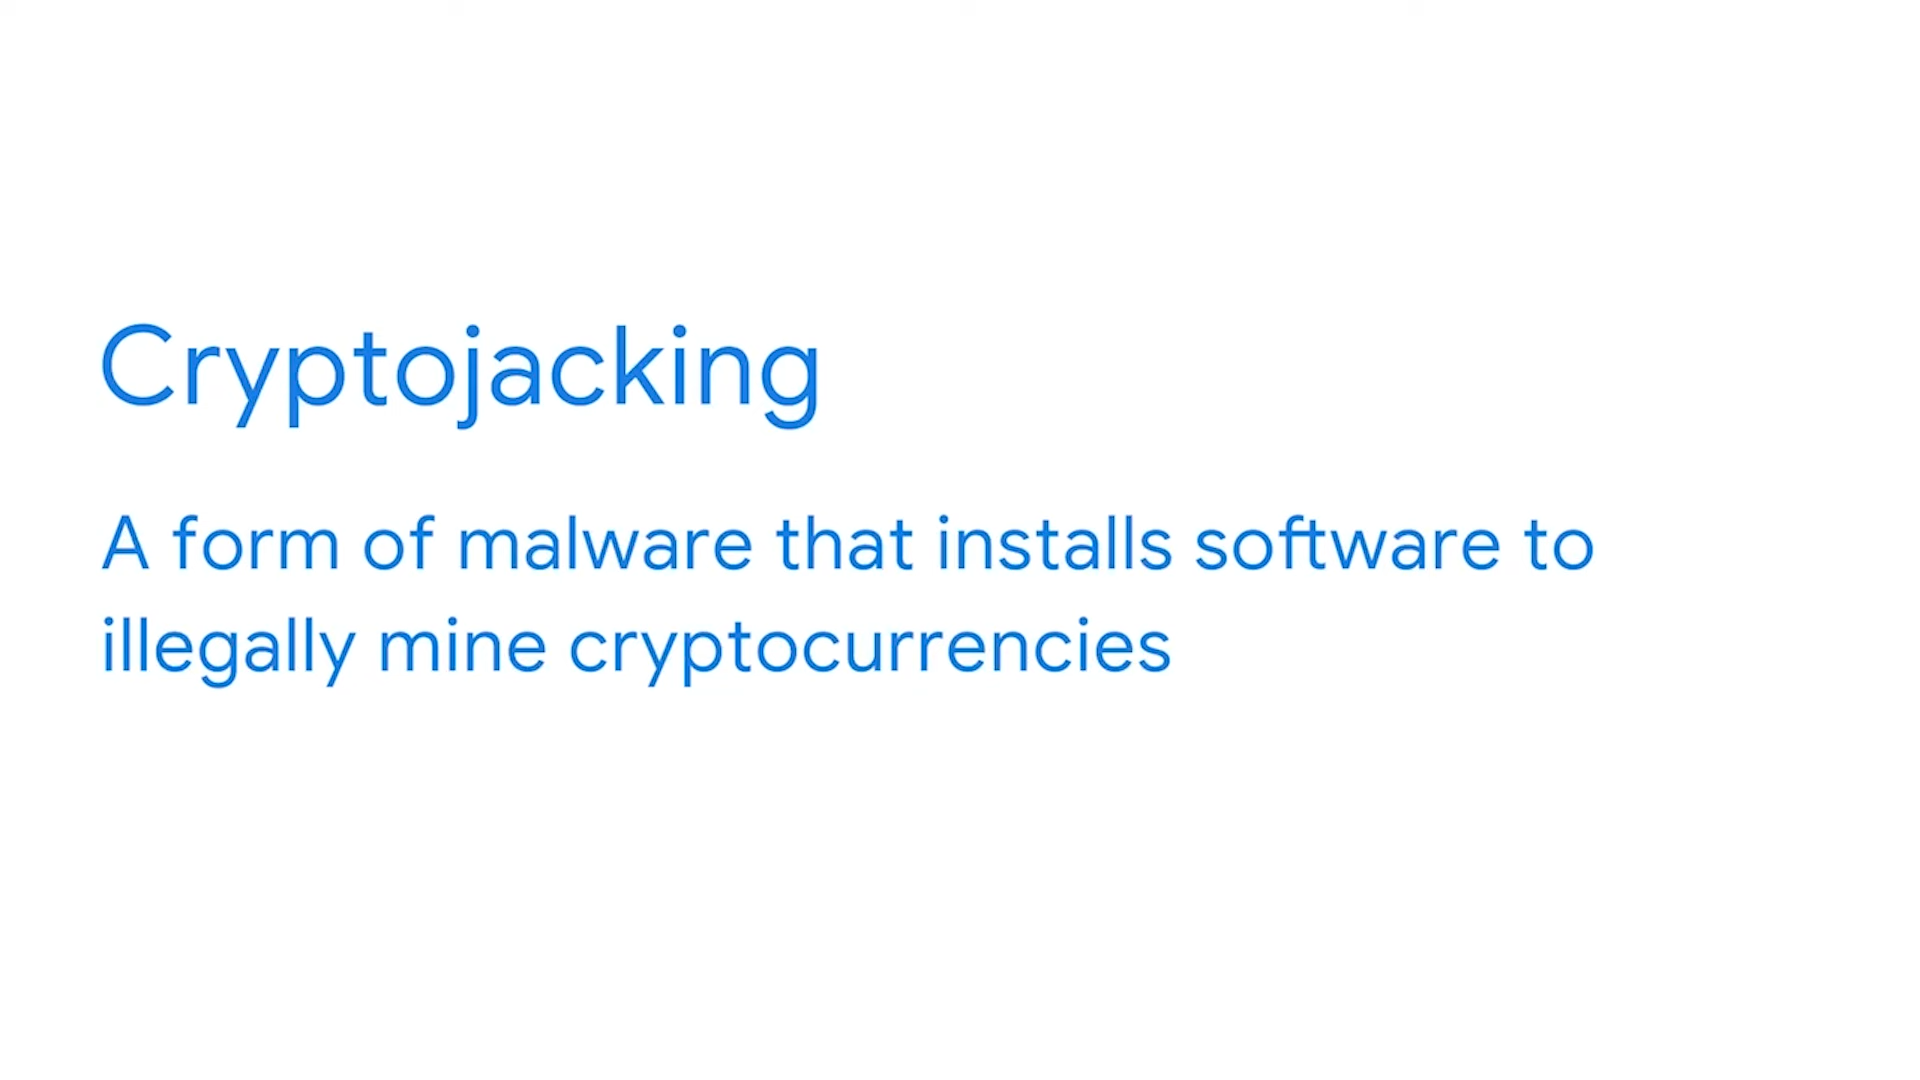 Cryptojacking
A form of malware that installs software to
illegally mine cryptocurrencies